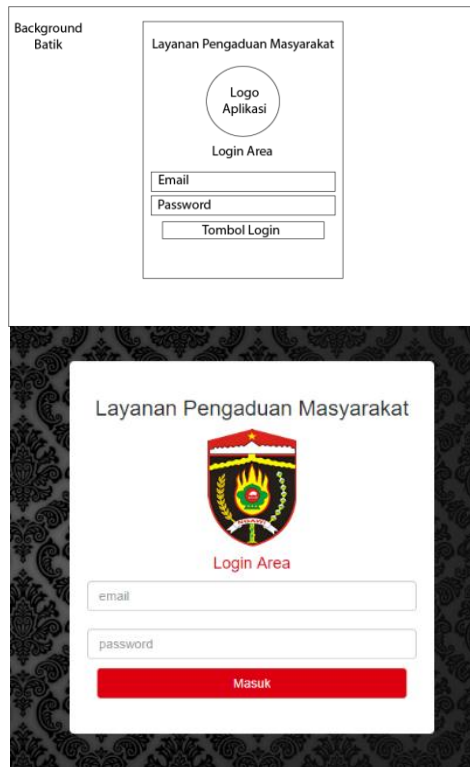 Background
Batik
Layanan Pengaduan Masyarakat
Logo
Aplikasi
Login Area
Email
Password
Tombol Login
Layanan Pengaduan Masyarakat
NGAWI
Login Area
email
password
Masuk